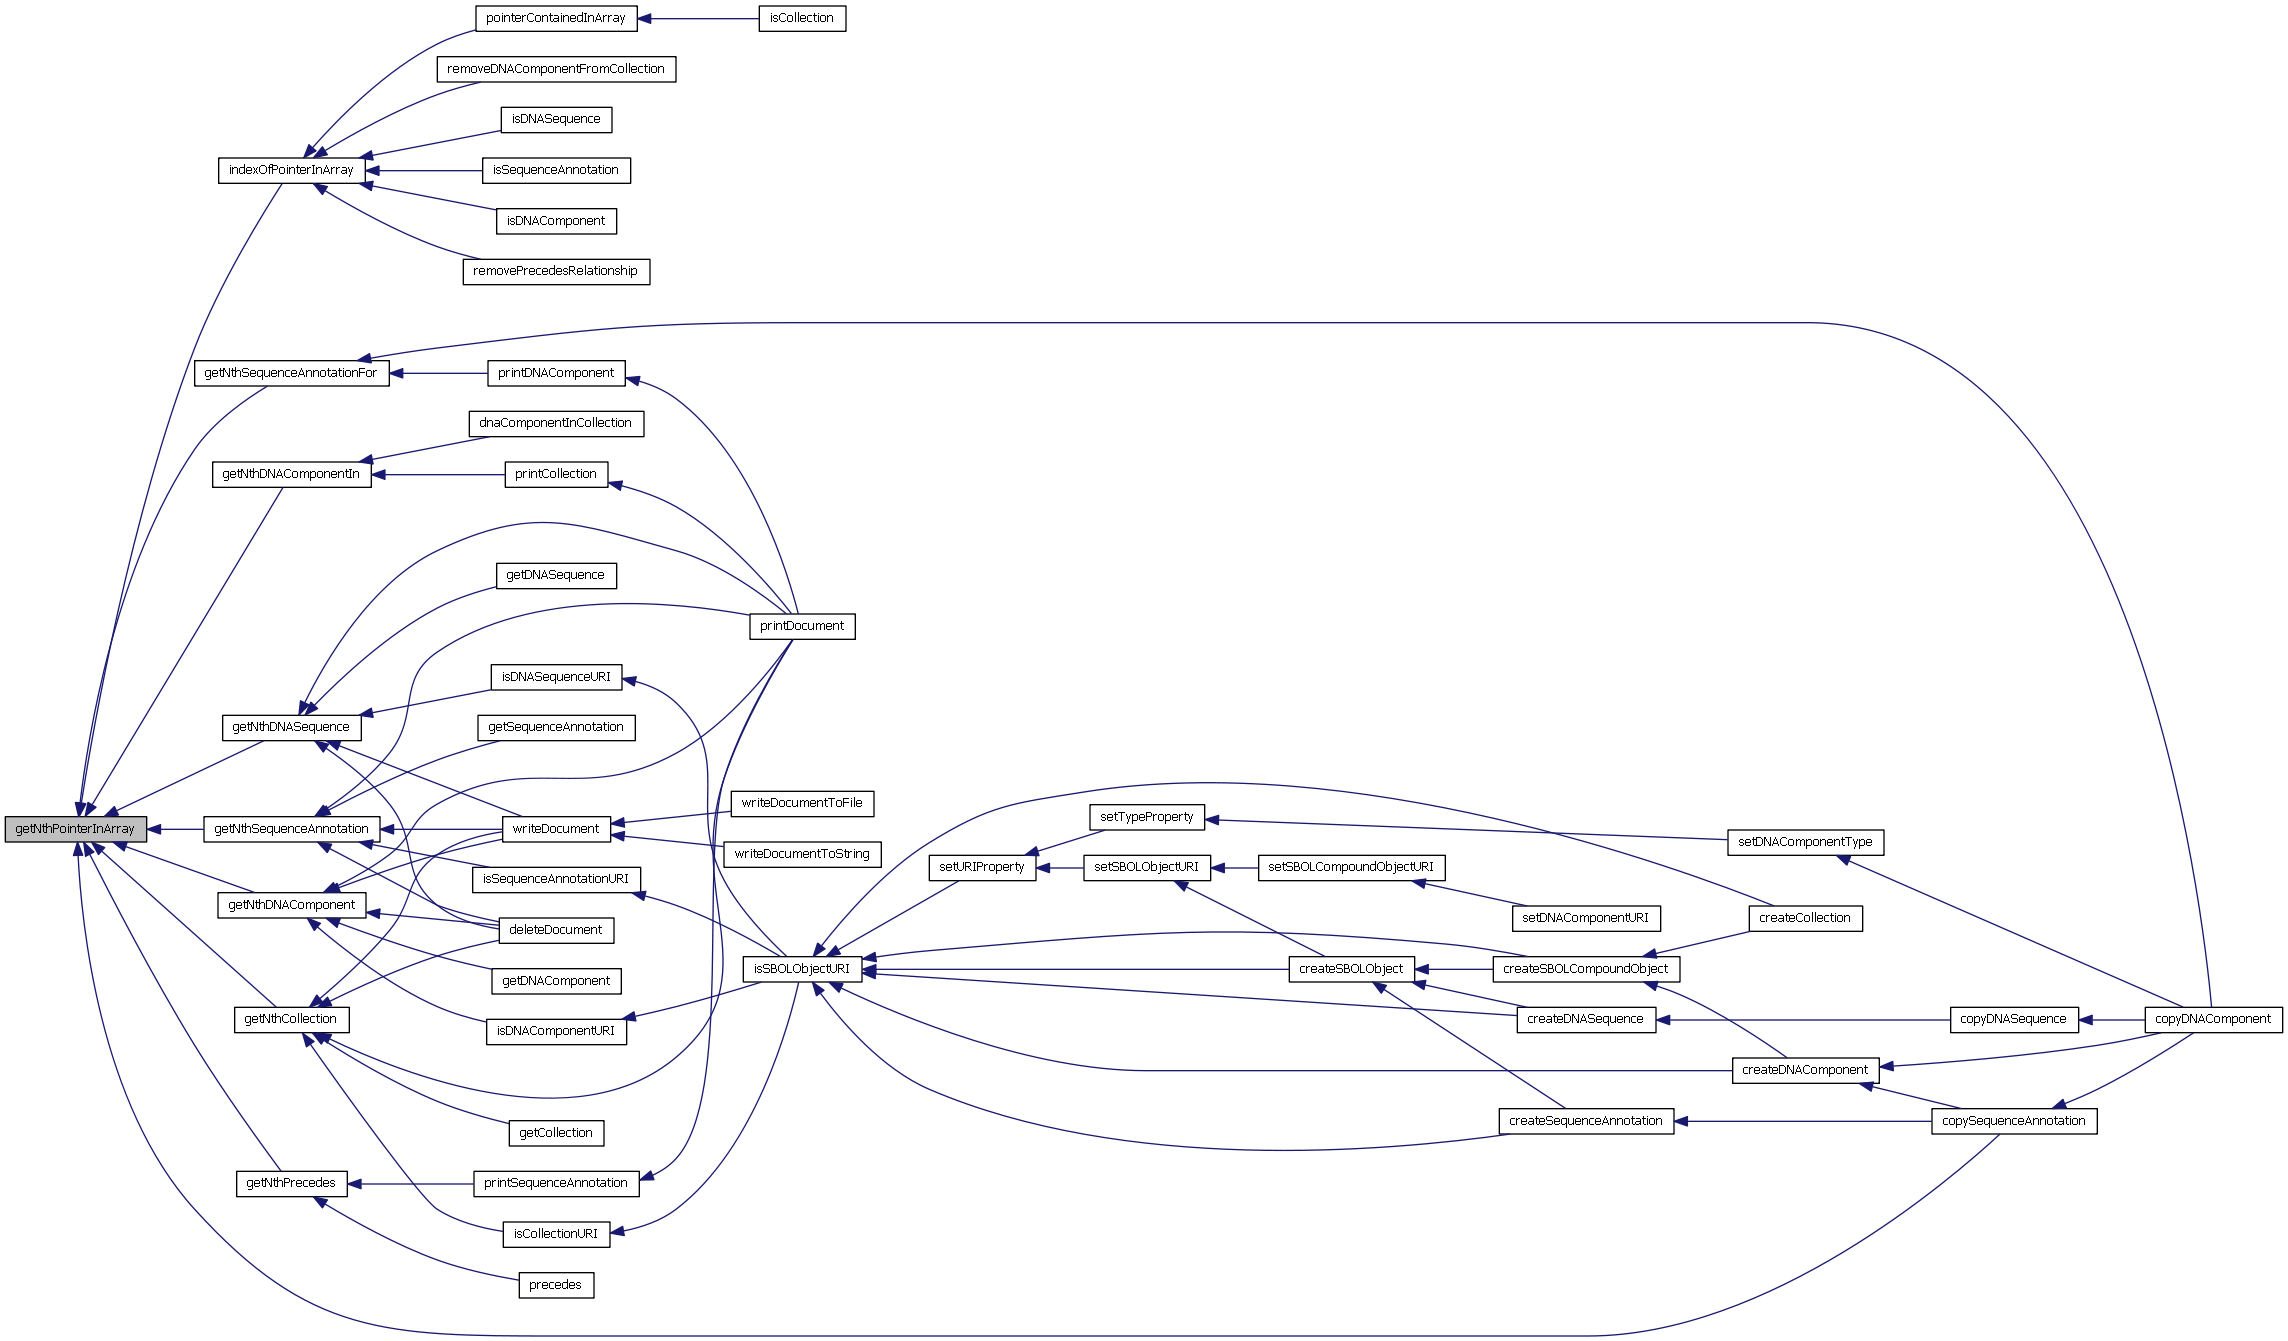 pointerContainedInArray
isCollection
removeDNAComponentFromCollection
isDNASequence
indexOfPointerInArray
isSequenceAnnotation
isDNAComponent
removePrecedesRelationship
getNthSequenceAnnotationFor
printDNAComponent
dnaComponentInCollection
getNthDNAComponentIn
printCollection
getDNASequence
printDocument
isDNASequenceURI
getNthDNASequence
getSequenceAnnotation
writeDocumentToFile
setTypeProperty
getNthPointerInArray
getNthSequenceAnnotation
writeDocument
setDNAComponentType
writeDocumentToString
setURIProperty
setSBOLObjectURI
setSBOLCompoundObjectURI
isSequenceAnnotationURI
getNthDNAComponent
setDNAComponentURI
createCollection
deleteDocument
isSBOLObjectURI
createSBOLObject
createSBOLCompoundObject
getDNAComponent
getNthCollection
isDNAComponentURI
createDNASequence
copyDNASequence
copyDNAComponent
createDNAComponent
getCollection
createSequenceAnnotation
copySequenceAnnotation
getNthPrecedes
printSequenceAnnotation
isCollectionURI
precedes